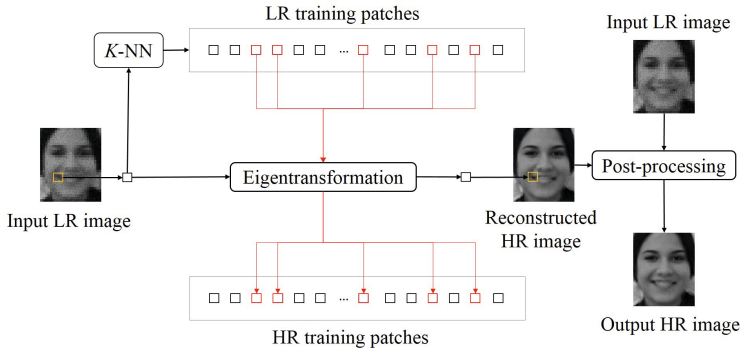 LR training patches
Input LR image
K-NN
...
Eigentransformation
Post-processing
Input LR image
Reconstructed
HR image
...
HR training patches
Output HR image